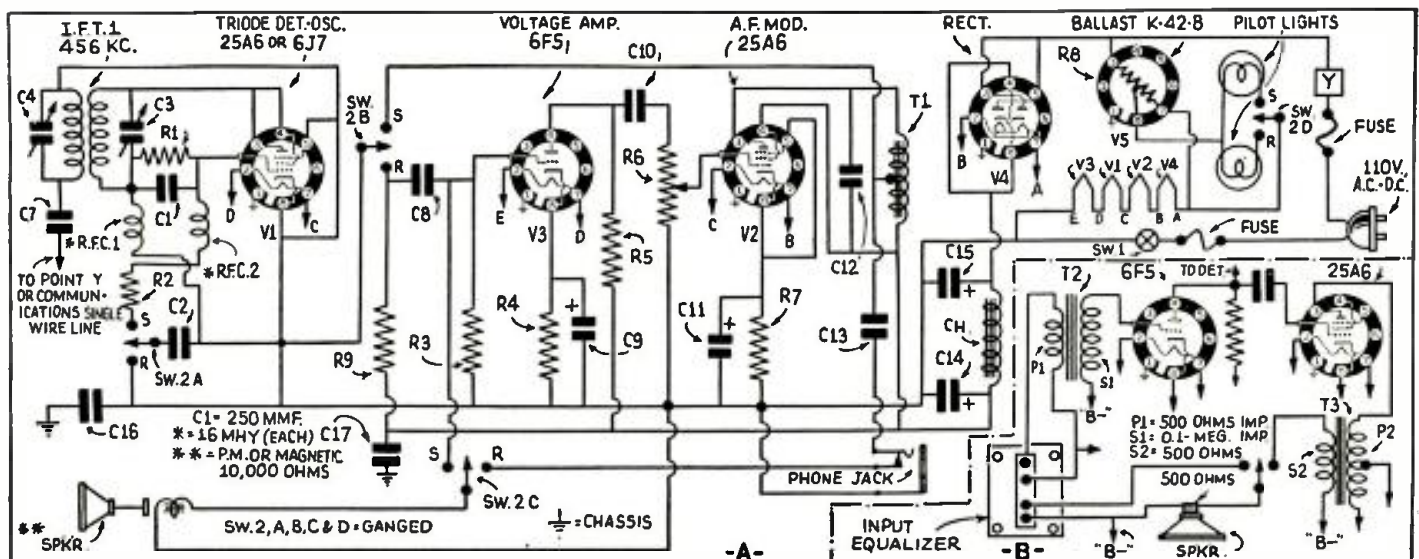 I.F.T.1
456 KC.
TRIODE DET.-OSC.
25A6 OR 6J7
VOLTAGE AMP.
6F5
A.F. MOD.
25A6
RECT.
BALLAST K-42-B
PILOT LIGHTS
C4
C3
R1
C1
C7
*R.F.C.1
*R.F.C.2
D
V1
C
TO POINT Y
OR COMMUN-
ICATIONS SINGLE
WIRE LINE
R2
S
C2
SW.2A
R
C16
SW.
2B
S
R
C8
E
V3
D
C10
R6
R5
R4
+
C9
R3
R9
C
V2
B
C11
+
R7
C12
T1
C13
B
V4
A
R8
V5
S
SW
2D
R
Y
FUSE
110V.,
A.C.-D.C.
V3
V1
V2
V4
E
D
C
B
A
SW.1
FUSE
C15
+
CH
C14
+
C1= 250 MMF.
*=16 MHY (EACH)
** = P.M. OR MAGNETIC
10,000 OHMS
C17
S
R
SW.2C
PHONE JACK
** SPKR.
SW.2, A, B, C & D = GANGED
=CHASSIS
-A-
T2
6F5
TO DET.
25A6
P1
S1
"B-"
P1=500 OHMS IMP.
S1=0.1-MEG. IMP.
S2=500 OHMS
T3
P2
S2
500 OHMS
INPUT
EQUALIZER
-B-
"B-"
SPKR.
"B-"